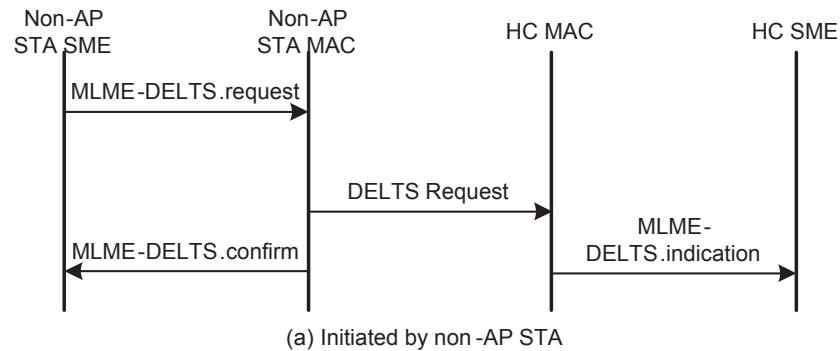 Non-AP
STA SME
Non-AP
STA MAC
HC MAC
HC SME
MLME-DELTS.request
DELTS Request
MLME-
DELTS.indication
MLME-DELTS.confirm
(a) Initiated by non-AP STA